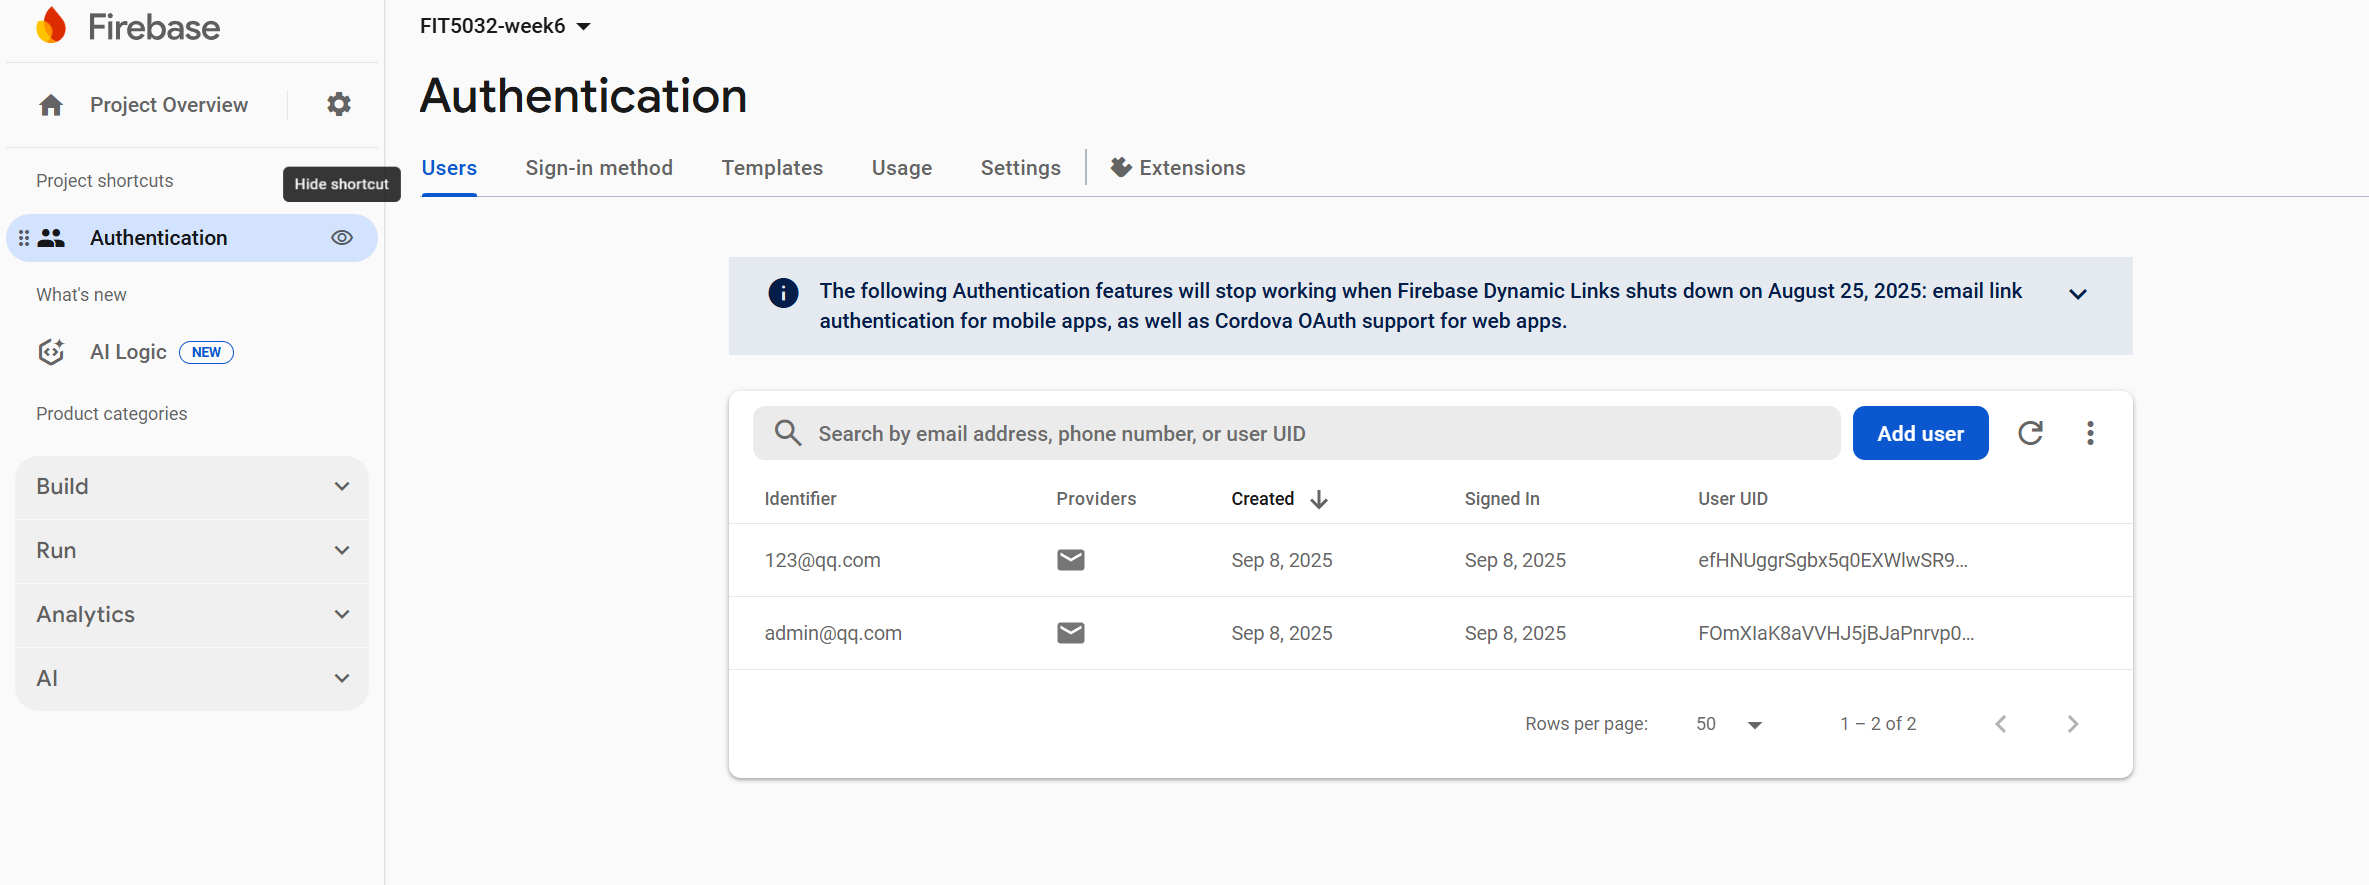 Firebase
Project Overview
Project shortcuts
Hide shortcut
Authentication
What's new
AI Logic NEW
Product categories
Build
Run
Analytics
AI
FIT5032-week6
Authentication
Users Sign-in method Templates Usage Settings Extensions
The following Authentication features will stop working when Firebase Dynamic Links shuts down on August 25, 2025: email link
authentication for mobile apps, as well as Cordova OAuth support for web apps.
Search by email address, phone number, or user UID Add user
Identifier Providers Created Signed In User UID
123@qq.com Sep 8, 2025 Sep 8, 2025 efHNUggrSgbx5q0EXWlwSR9...
admin@qq.com Sep 8, 2025 Sep 8, 2025 FOmXIaK8aVVHJ5jBJaPnrvp0...
Rows per page: 50 1 – 2 of 2